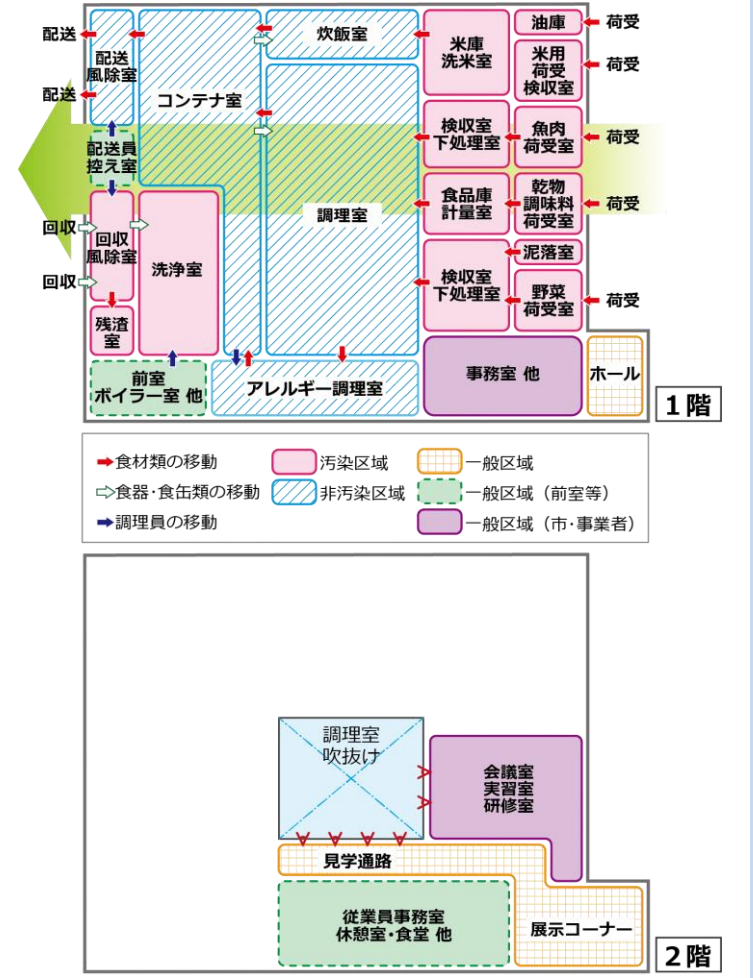 配送
配送
配送
風除室
コンテナ室
炊飯室
米庫
洗米室
油庫
荷受
米用
荷受
検収室
荷受
配送員
控え室
検収室
下処理室
魚肉
荷受室
荷受
調理室
食品庫
計量室
乾物
調味料
荷受室
荷受
回収
回収
回収
風除室
洗浄室
泥落室
検収室
下処理室
野菜
荷受室
荷受
残渣
室
前室
ボイラー室 他
アレルギー調理室
事務室 他
ホール
1階
食材類の移動
汚染区域
一般区域
食器・食缶類の移動
非汚染区域
一般区域（前室等）
調理員の移動
一般区域（市・事業者）
調理室
吹抜け
会議室
実習室
研修室
見学通路
従業員事務室
休憩室・食堂 他
展示コーナー
2階